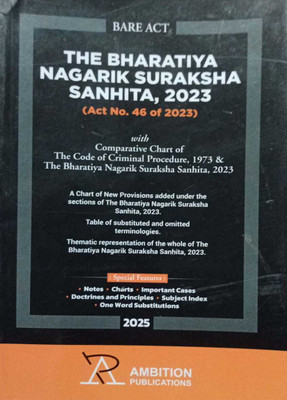 BARE ACT
THE BHARATIYA
NAGARIK SURAKSHA
SANHITA, 2023
(Act No. 46 of 2023)
with
Comparative Chart of
The Code of Criminal Procedure, 1973 &
The Bharatiya Nagarik Suraksha Sanhita, 2023
A Chart of New Provisions added under the
sections of The Bharatiya Nagarik Suraksha
Sanhita, 2023.
Table of substituted and omitted
terminologies.
Thematic representation of the whole of The
Bharatiya Nagarik Suraksha Sanhita, 2023.
Special Features
• Notes • Charts • Important Cases
• Doctrines and Principles • Subject Index
• One Word Substitutions
2025
AMBITION
PUBLICATIONS